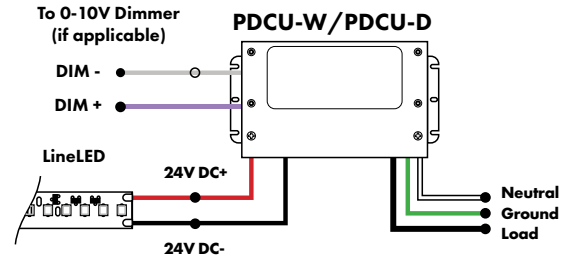 To 0-10V Dimmer
(if applicable)
PDCU-W/PDCU-D
DIM -
DIM +
LineLED
24V DC+
24V DC-
Neutral
Ground
Load